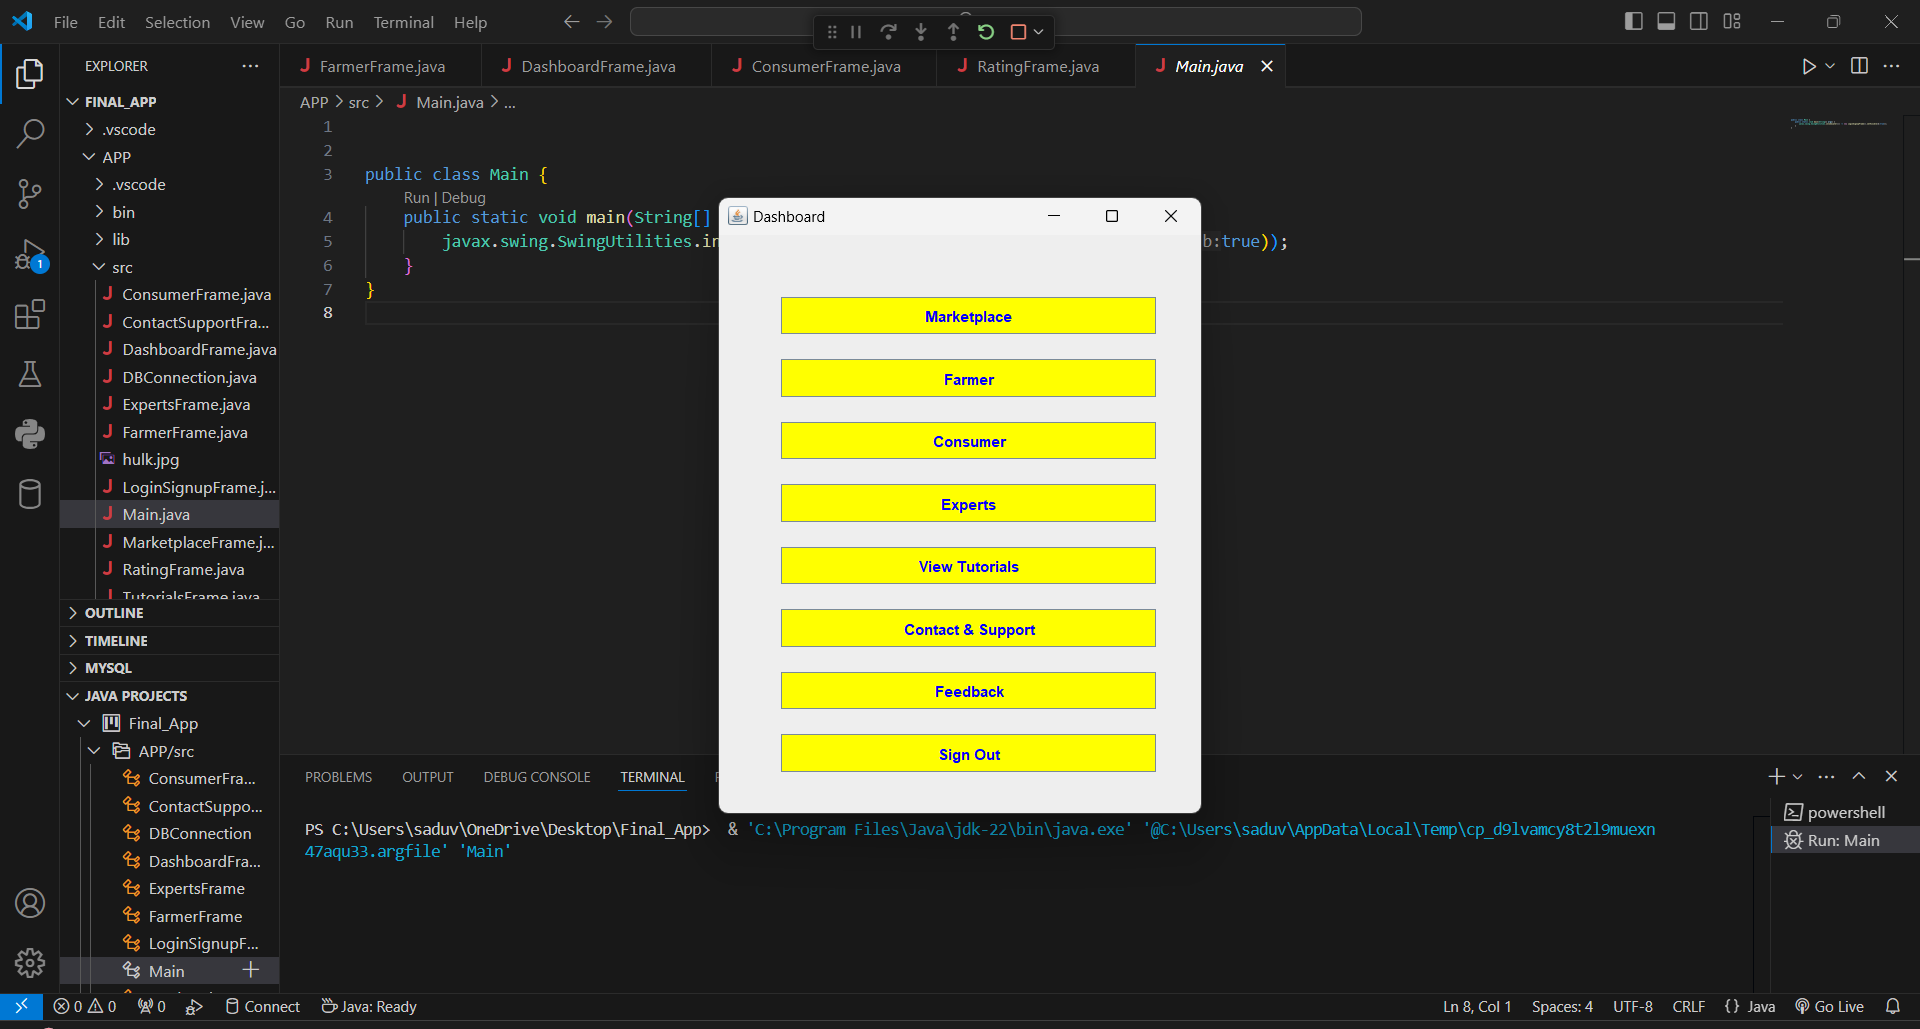 File Edit Selection View Go Run Terminal Help
EXPLORER
FINAL_APP
.vscode
APP
.vscode
bin
lib
src
ConsumerFrame.java
ContactSupportFra...
DashboardFrame.java
DBConnection.java
ExpertsFrame.java
FarmerFrame.java
hulk.jpg
LoginSignupFrame.j...
Main.java
MarketplaceFrame.j...
RatingFrame.java
TutorialsFrame.java
OUTLINE
TIMELINE
MYSQL
JAVA PROJECTS
Final_App
APP/src
ConsumerFra...
ContactSuppo...
DBConnection
DashboardFra...
ExpertsFrame
FarmerFrame
LoginSignupF...
Main
1
FarmerFrame.java DashboardFrame.java ConsumerFrame.java RatingFrame.java Main.java
APP > src > Main.java > ...
1
2
3 public class Main {
Run | Debug
4 public static void main(String[]
5 javax.swing.SwingUtilities.in b:true));
6 }
7 }
8
Dashboard
Marketplace
Farmer
Consumer
Experts
View Tutorials
Contact & Support
Feedback
Sign Out
PROBLEMS OUTPUT DEBUG CONSOLE TERMINAL
PS C:\Users\saduv\OneDrive\Desktop\Final_App> & 'C:\Program Files\Java\jdk-22\bin\java.exe' '@C:\Users\saduv\AppData\Local\Temp\cp_d9lvamcy8t2l9muexn
47aqu33.argfile' 'Main'
powershell
Run: Main
0 0 0 Connect Java: Ready Ln 8, Col 1 Spaces: 4 UTF-8 CRLF {} Java Go Live